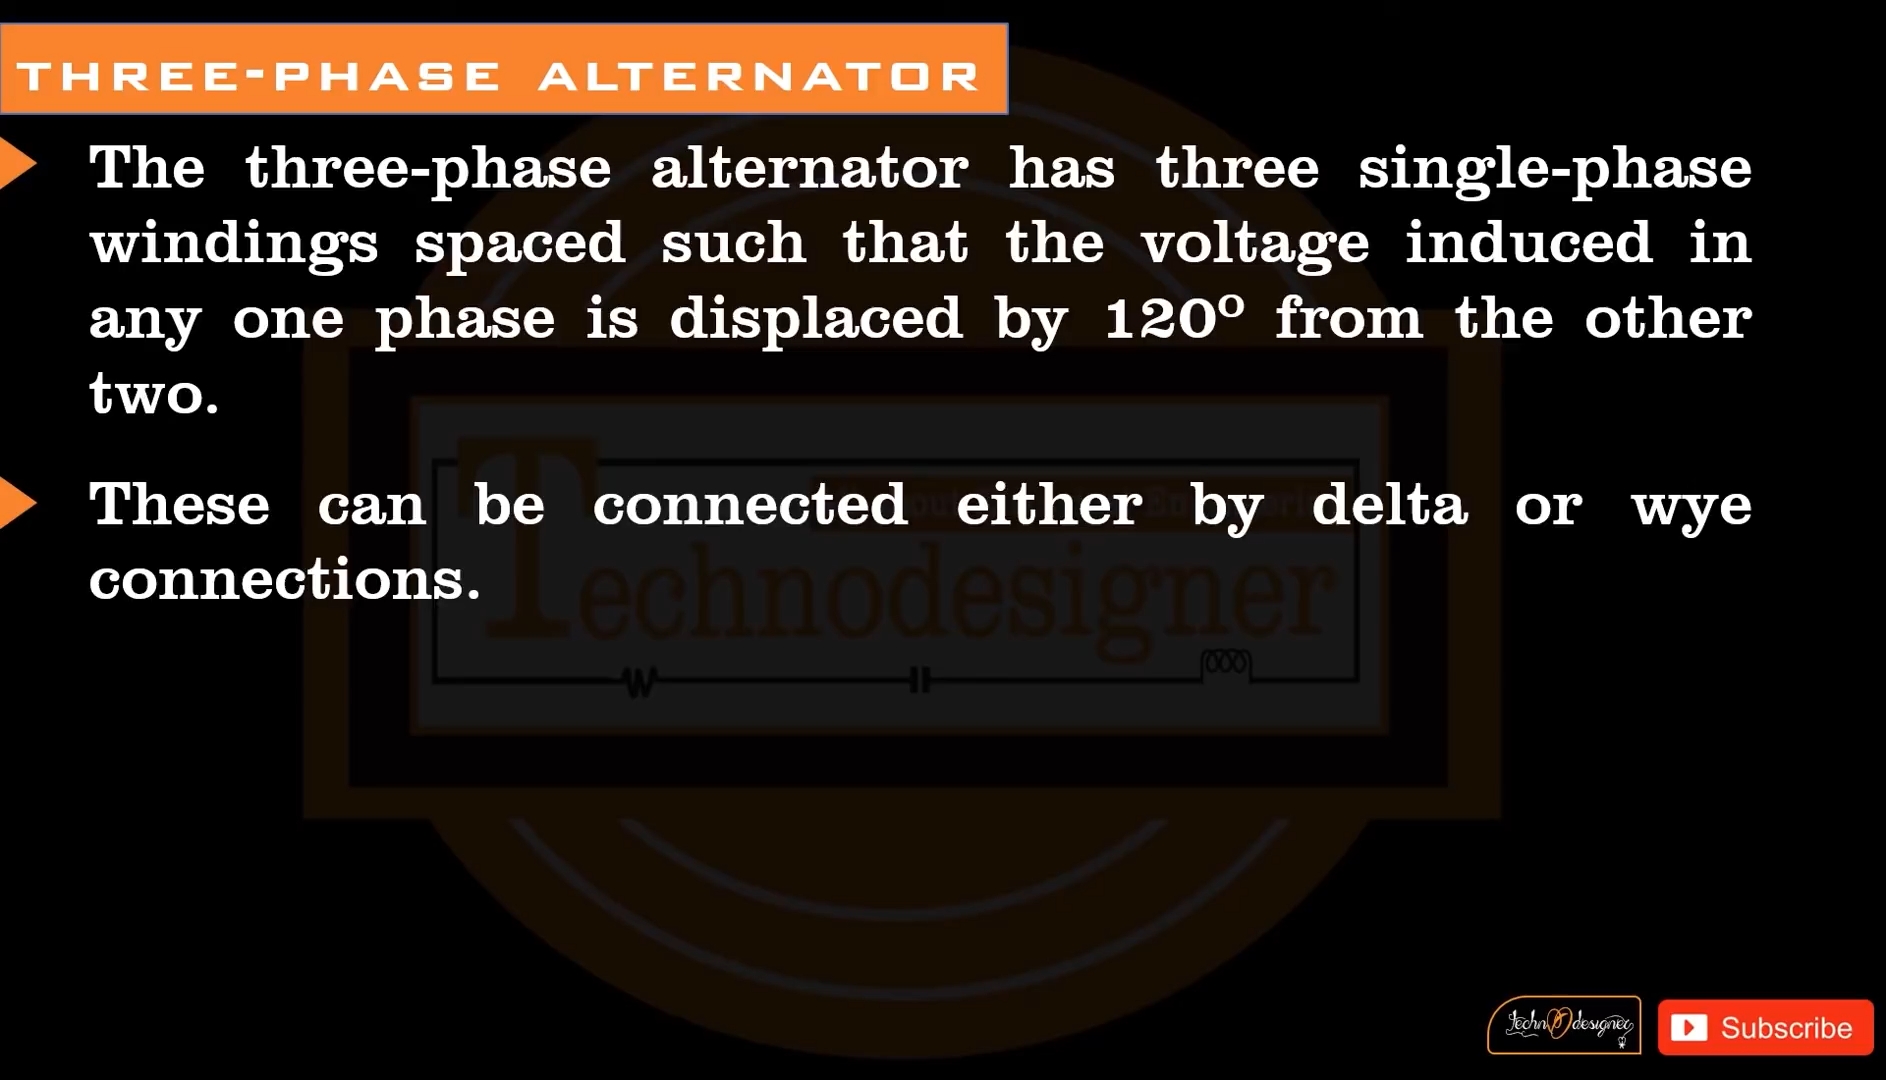 THREE-PHASE ALTERNATOR
The three-phase alternator has three single-phase
windings spaced such that the voltage induced in
any one phase is displaced by 120º from the other
two.
These can be connected either by delta or wye
connections.
Technodesigner
Technodesigner
Subscribe